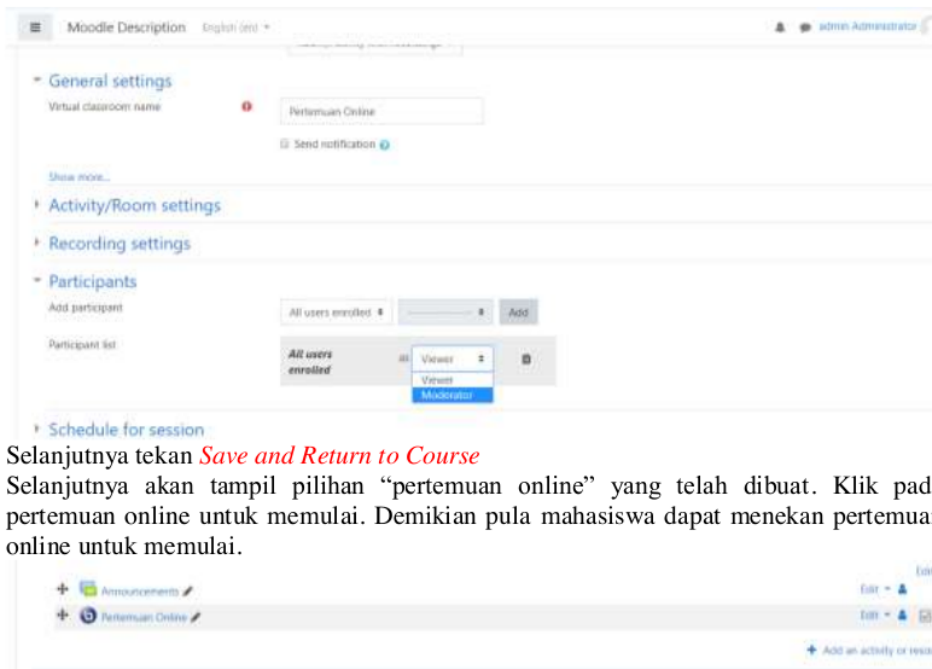 Moodle Description English (en) admin Administrator
General settings
Virtual classroom name
Pertemuan Online
Send notification
Show more...
Activity/Room settings
Recording settings
Participants
Add participant
All users enrolled
Add
Participant list
All users enrolled as Viewer
Viewer
Moderator
Schedule for session
Selanjutnya tekan Save and Return to Course
Selanjutnya akan tampil pilihan “pertemuan online” yang telah dibuat. Klik pad
pertemuan online untuk memulai. Demikian pula mahasiswa dapat menekan pertemua
online untuk memulai.
Edit
Announcements Edit
Pertemuan Online Edit
Add an activity or resou